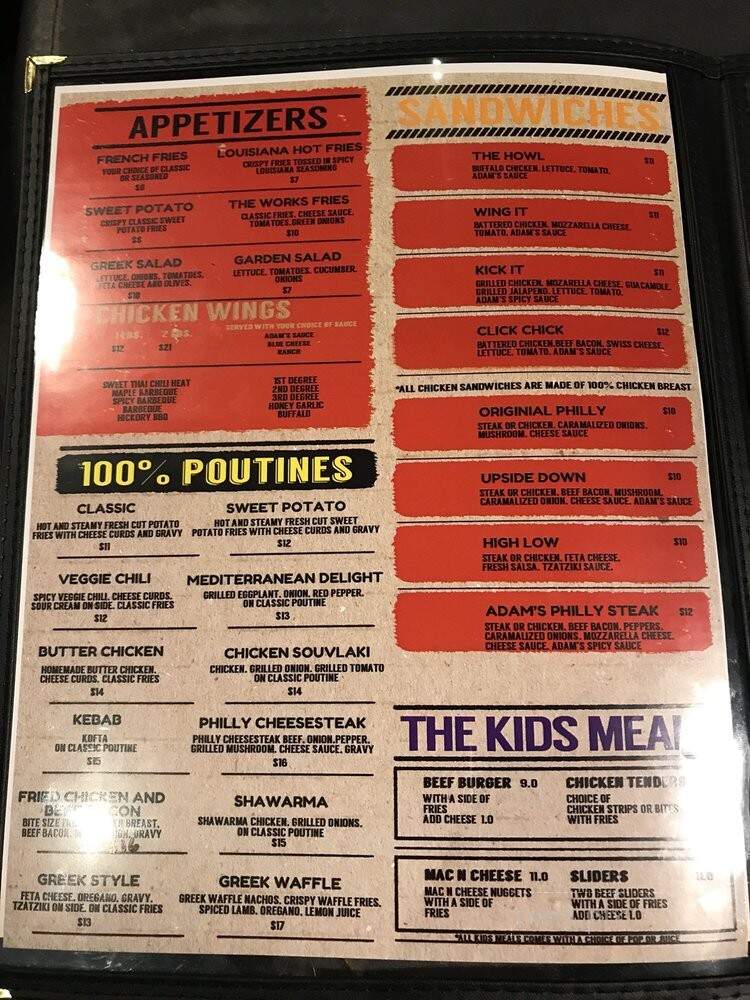 APPETIZERS
FRENCH FRIES
YOUR CHOICE OF CLASSIC
OR SEASONED
LOUISIANA HOT FRIES
CRISPY FRIES TOSSED IN SPICY
LOUISIANA SEASONING
$7
SWEET POTATO
CRISPY CLASSIC SWEET
POTATO FRIES
THE WORKS FRIES
CLASSIC FRIES, CHEESE SAUCE,
TOMATOES, GREEN ONIONS
$10
GREEK SALAD
LETTUCE, ONIONS, TOMATOES,
FETA CHEESE AND OLIVES.
$10
GARDEN SALAD
LETTUCE, TOMATOES, CUCUMBER,
ONIONS
$7
CHICKEN WINGS
SERVED WITH YOUR CHOICE OF SAUCE
$12 $21
ADAM'S SAUCE
BLUE CHEESE
RANCH
SWEET THAI CHILI HEAT
MAPLE BARBEQUE
SPICY BARBEQUE
BARBEQUE
HICKORY BBQ
1ST DEGREE
2ND DEGREE
3RD DEGREE
HONEY GARLIC
BUFFALO
100% POUTINES
CLASSIC
HOT AND STEAMY FRESH CUT POTATO
FRIES WITH CHEESE CURDS AND GRAVY
$11
SWEET POTATO
HOT AND STEAMY FRESH CUT SWEET
POTATO FRIES WITH CHEESE CURDS AND GRAVY
$12
VEGGIE CHILI
SPICY VEGGIE CHILI, CHEESE CURDS,
SOUR CREAM ON SIDE, CLASSIC FRIES
$12
MEDITERRANEAN DELIGHT
GRILLED EGGPLANT, ONION, RED PEPPER,
ON CLASSIC POUTINE
$13
BUTTER CHICKEN
HOMEMADE BUTTER CHICKEN,
CHEESE CURDS, CLASSIC FRIES
$14
CHICKEN SOUVLAKI
CHICKEN, GRILLED ONION, GRILLED TOMATO
ON CLASSIC POUTINE
$14
KEBAB
KOFTA
ON CLASSIC POUTINE
$15
PHILLY CHEESESTEAK
PHILLY CHEESESTEAK BEEF, ONION,PEPPER,
GRILLED MUSHROOM, CHEESE SAUCE, GRAVY
$16
FRIED CHICKEN AND
BITE SIZE BREAST,
BEEF BACON, GRAVY
SHAWARMA
SHAWARMA CHICKEN, GRILLED ONIONS,
ON CLASSIC POUTINE
$15
GREEK STYLE
FETA CHEESE, OREGANO, GRAVY,
TZATZIKI ON SIDE, ON CLASSIC FRIES
$13
GREEK WAFFLE
GREEK WAFFLE NACHOS, CRISPY WAFFLE FRIES,
SPICED LAMB, OREGANO, LEMON JUICE
$17
SANDWICHES
THE HOWL $11
BUFFALO CHICKEN, LETTUCE, TOMATO,
ADAM'S SAUCE
WING IT $11
BATTERED CHICKEN, MOZZARELLA CHEESE,
TOMATO, ADAM'S SAUCE
KICK IT $11
GRILLED CHICKEN, MOZARELLA CHEESE, GUACAMOLE,
GRILLED JALAPENO, LETTUCE, TOMATO,
ADAM'S SPICY SAUCE
CLICK CHICK $12
BATTERED CHICKEN,BEEF BACON, SWISS CHEESE,
LETTUCE, TOMATO, ADAM'S SAUCE
*ALL CHICKEN SANDWICHES ARE MADE OF 100% CHICKEN BREAST
ORIGINIAL PHILLY $10
STEAK OR CHICKEN, CARAMALIZED ONIONS,
MUSHROOM, CHEESE SAUCE
UPSIDE DOWN $10
STEAK OR CHICKEN, BEEF BACON, MUSHROOM,
CARAMALIZED ONION, CHEESE SAUCE, ADAM'S SAUCE
HIGH LOW $10
STEAK OR CHICKEN, FETA CHEESE,
FRESH SALSA, TZATZIKI SAUCE.
ADAM'S PHILLY STEAK $12
STEAK OR CHICKEN, BEEF BACON, PEPPERS,
CARAMALIZED ONIONS, MOZZARELLA CHEESE,
CHEESE SAUCE, ADAM'S SPICY SAUCE
THE KIDS MEAL
BEEF BURGER 9.0
WITH A SIDE OF
FRIES
ADD CHEESE 1.0
CHICKEN TENDERS
CHOICE OF
CHICKEN STRIPS OR BITES
WITH FRIES
MAC N CHEESE 11.0
MAC N CHEESE NUGGETS
WITH A SIDE OF
FRIES
SLIDERS
TWO BEEF SLIDERS
WITH A SIDE OF FRIES
ADD CHEESE 1.0
*ALL KIDS MEALS COMES WITH A CHOICE OF POP OR JUICE